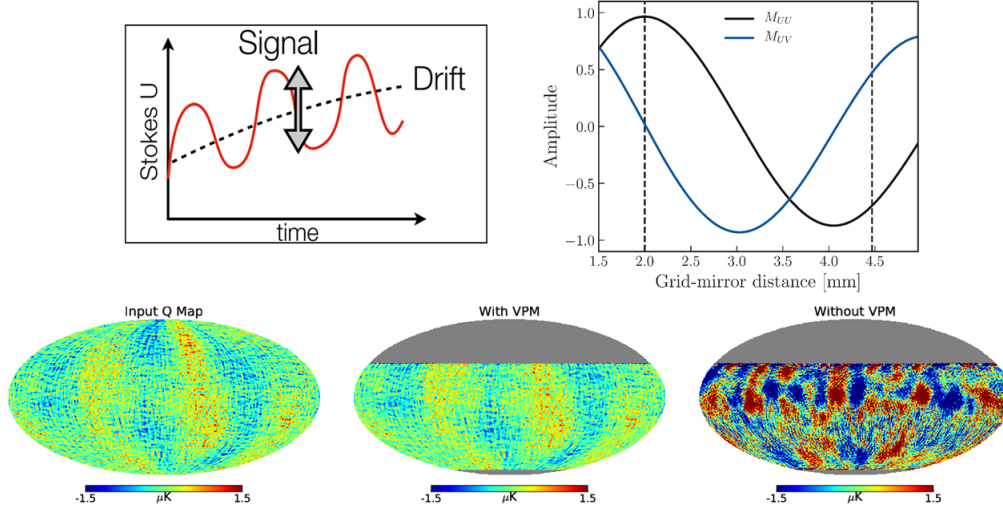 Signal
Drift
Stokes U
time
M_UU
M_UV
1.0
0.5
0.0
−0.5
−1.0
Amplitude
1.5 2.0 2.5 3.0 3.5 4.0 4.5
Grid-mirror distance [mm]
Input Q Map
With VPM
Without VPM
-1.5 μK 1.5
-1.5 μK 1.5
-1.5 μK 1.5